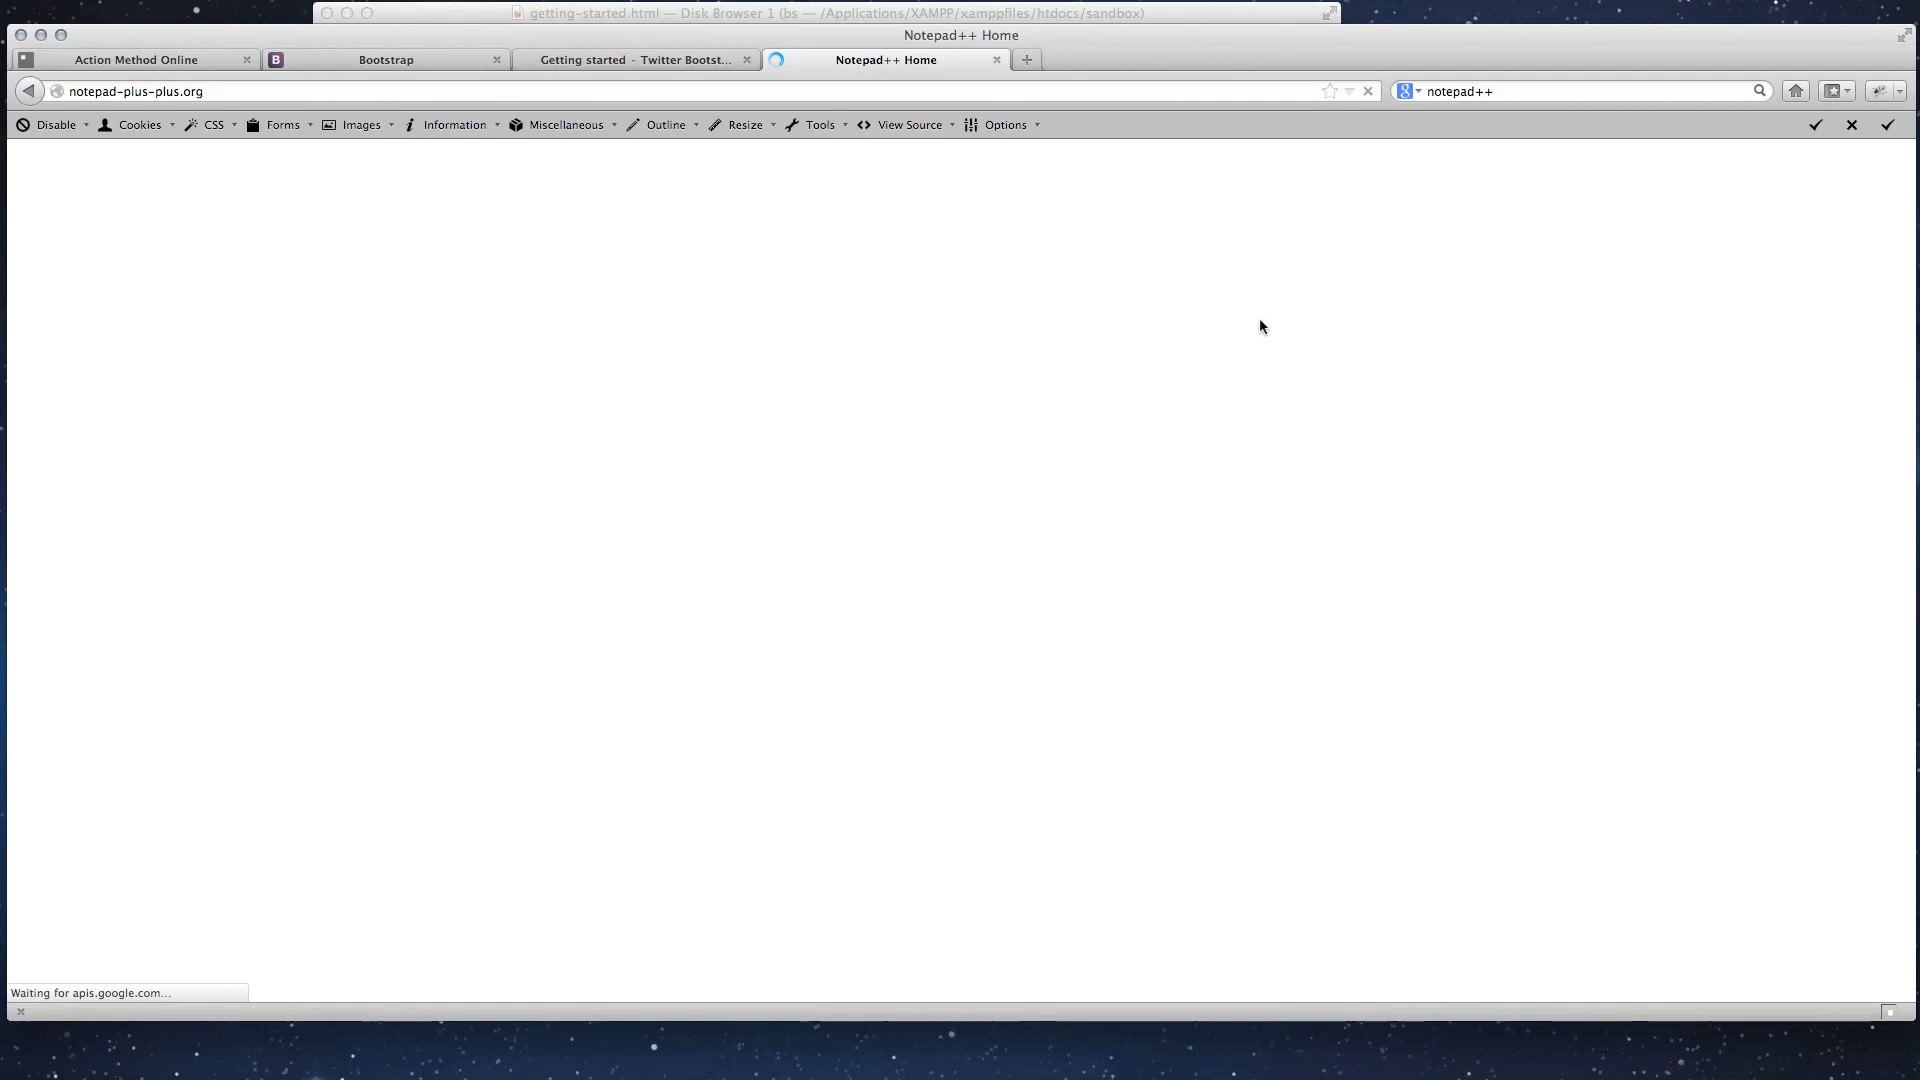 getting-started.html — Disk Browser 1 (bs — /Applications/XAMPP/xamppfiles/htdocs/sandbox)
Notepad++ Home
Action Method Online
B
Bootstrap
Getting started · Twitter Bootst...
Notepad++ Home
notepad-plus-plus.org
g
notepad++
Disable
Cookies
CSS
Forms
Images
Information
Miscellaneous
Outline
Resize
Tools
View Source
Options
Waiting for apis.google.com...